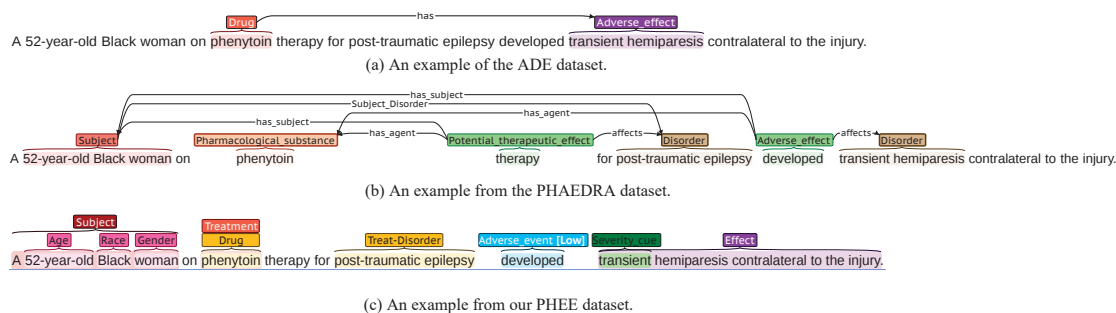 has
Drug Adverse_effect
A 52-year-old Black woman on phenytoin therapy for post-traumatic epilepsy developed transient hemiparesis contralateral to the injury.
(a) An example of the ADE dataset.
has_subject
Subject_Disorder
has_agent
has_subject
has_agent affects affects
Subject Pharmacological_substance Potential_therapeutic_effect Disorder Adverse_effect Disorder
A 52-year-old Black woman on phenytoin therapy for post-traumatic epilepsy developed transient hemiparesis contralateral to the injury.
(b) An example from the PHAEDRA dataset.
Subject Treatment
Age Race Gender Drug Treat-Disorder Adverse_event [Low] Severity_cue Effect
A 52-year-old Black woman on phenytoin therapy for post-traumatic epilepsy developed transient hemiparesis contralateral to the injury.
(c) An example from our PHEE dataset.